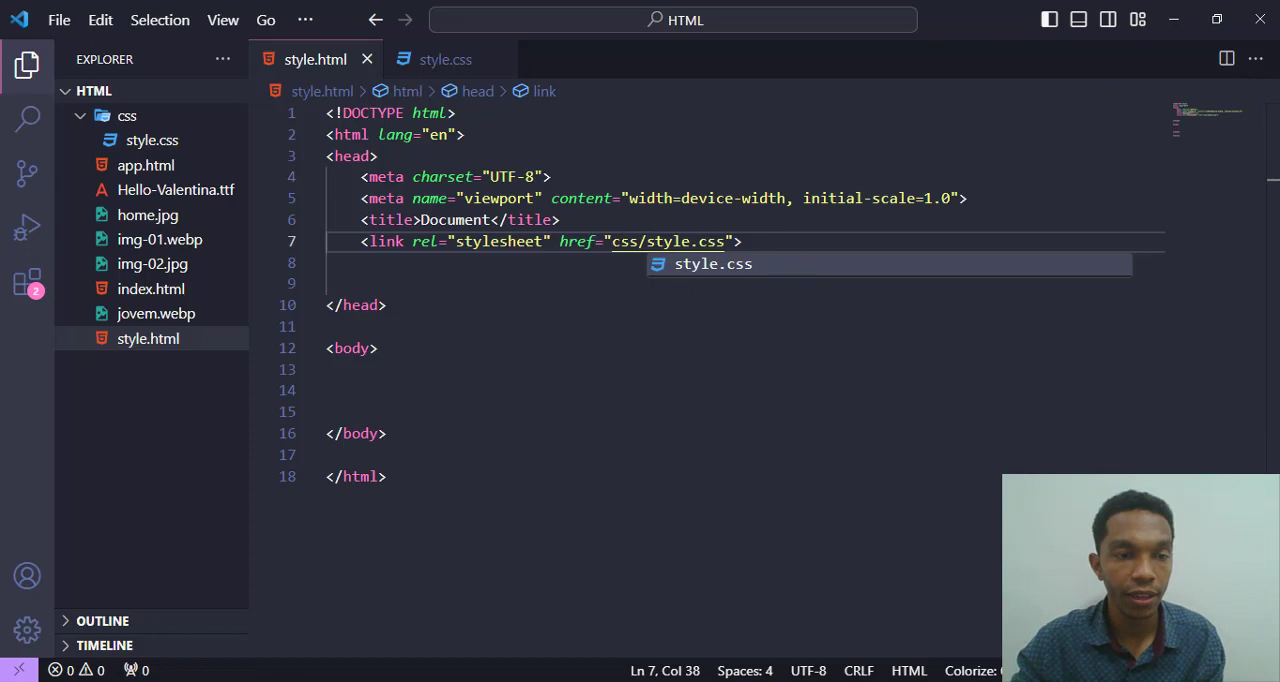 File Edit Selection View Go ··· HTML
EXPLORER ··· style.html style.css ···
HTML
style.html > html > head > link
css
style.css
app.html
Hello-Valentina.ttf
home.jpg
img-01.webp
img-02.jpg
index.html
jovem.webp
style.html
2
1 <!DOCTYPE html>
2 <html lang="en">
3 <head>
4 <meta charset="UTF-8">
5 <meta name="viewport" content="width=device-width, initial-scale=1.0">
6 <title>Document</title>
7 <link rel="stylesheet" href="css/style.css">
style.css
8
9
10 </head>
11
12 <body>
13
14
15
16 </body>
17
18 </html>
OUTLINE
TIMELINE
0 0 0 Ln 7, Col 38 Spaces: 4 UTF-8 CRLF HTML Colorize: